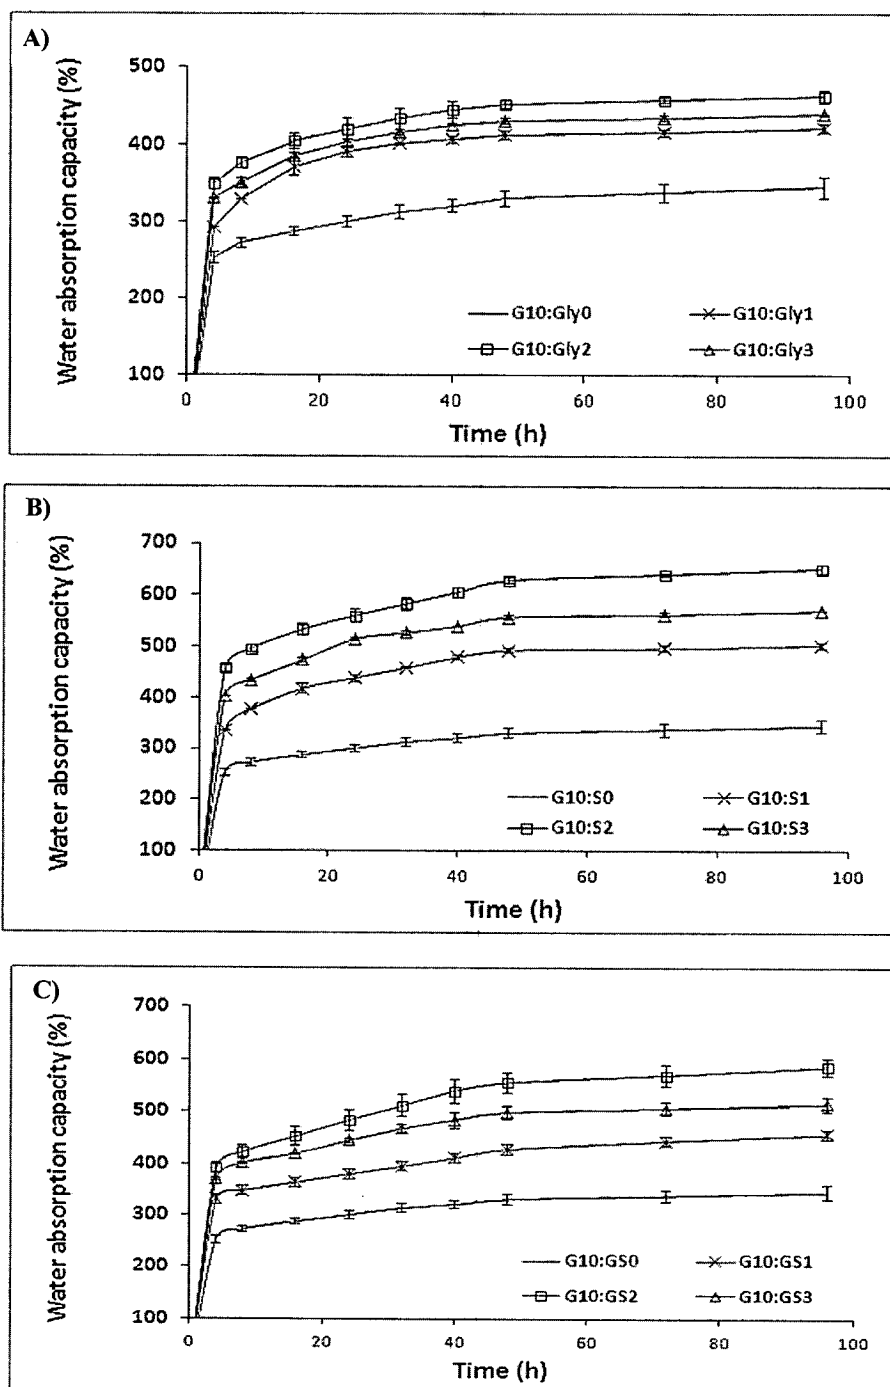 A)
Water absorption capacity (%)
500
400
300
200
100
0 20 40 60 80 100
Time (h)
G10:Gly0 G10:Gly1
G10:Gly2 G10:Gly3
B)
Water absorption capacity (%)
700
600
500
400
300
200
100
0 20 40 60 80 100
Time (h)
G10:S0 G10:S1
G10:S2 G10:S3
C)
Water absorption capacity (%)
700
600
500
400
300
200
100
0 20 40 60 80 100
Time (h)
G10:GS0 G10:GS1
G10:GS2 G10:GS3